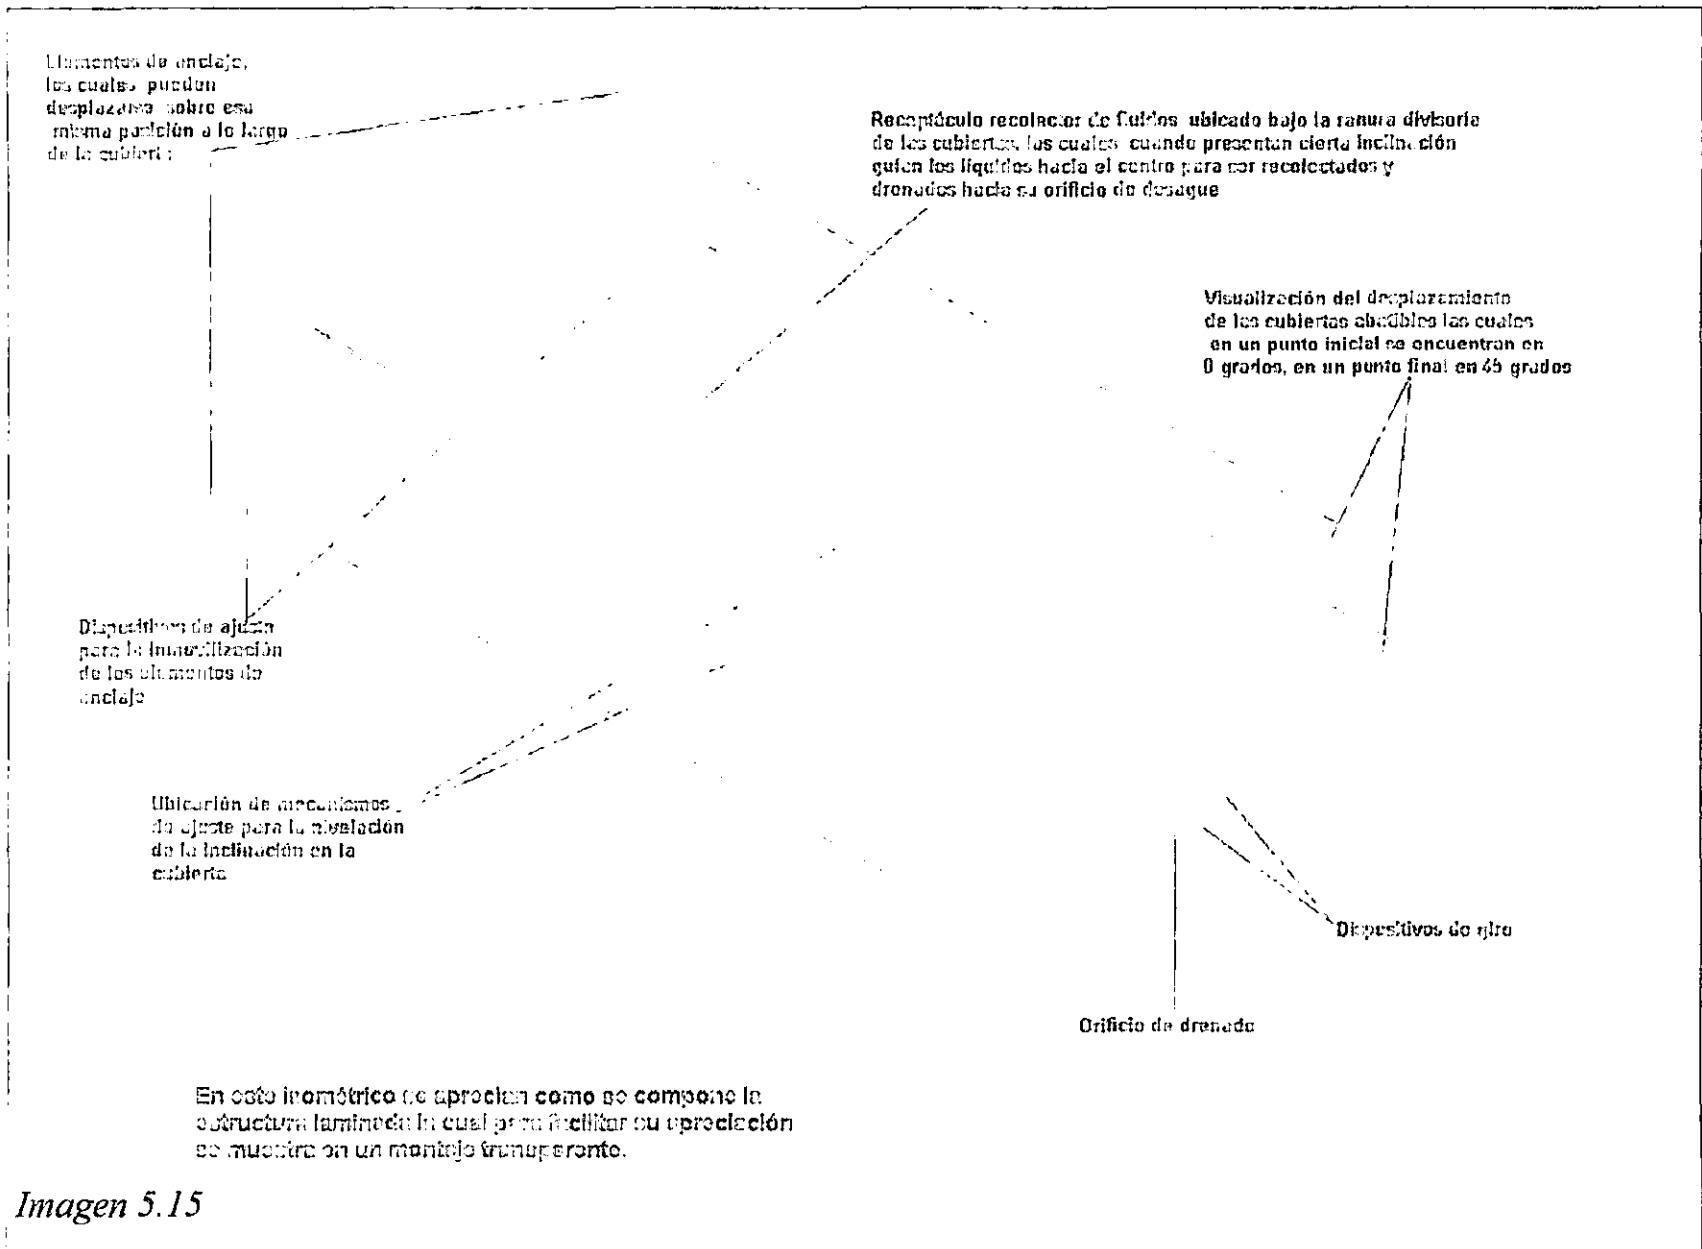 Elementos de anclaje,
los cuales pueden
desplazarse sobre esa
misma posición a lo largo
de la cubierta
Receptáculo recolector de fluidos ubicado bajo la ranura divisoria
de las cubiertas, las cuales cuando presentan cierta inclinación
guían los líquidos hacia el centro para ser recolectados y
drenados hacia su orificio de desague
Visualización del desplazamiento
de las cubiertas abatibles las cuales
en un punto inicial se encuentran en
0 grados, en un punto final en 45 grados
Dispositivos de ajuste
para la inmovilización
de los elementos de
anclaje
Ubicación de mecanismos
de ajuste para la nivelación
de la inclinación en la
cubierta
Dispositivos de giro
Orificio de drenado
En este isométrico se aprecian como se compone la
estructura laminada la cual para facilitar su apreciación
se muestra en un montaje transparente.
Imagen 5.15